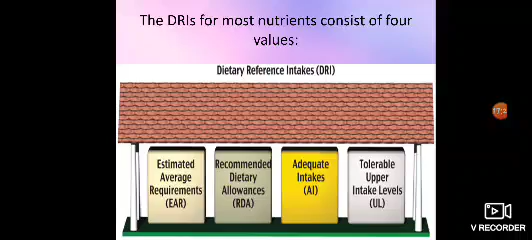 The DRIs for most nutrients consist of four
values:
Dietary Reference Intakes (DRI)
Estimated
Average
Requirements
(EAR)
Recommended
Dietary
Allowances
(RDA)
Adequate
Intakes
(AI)
Tolerable
Upper
Intake Levels
(UL)
V RECORDER